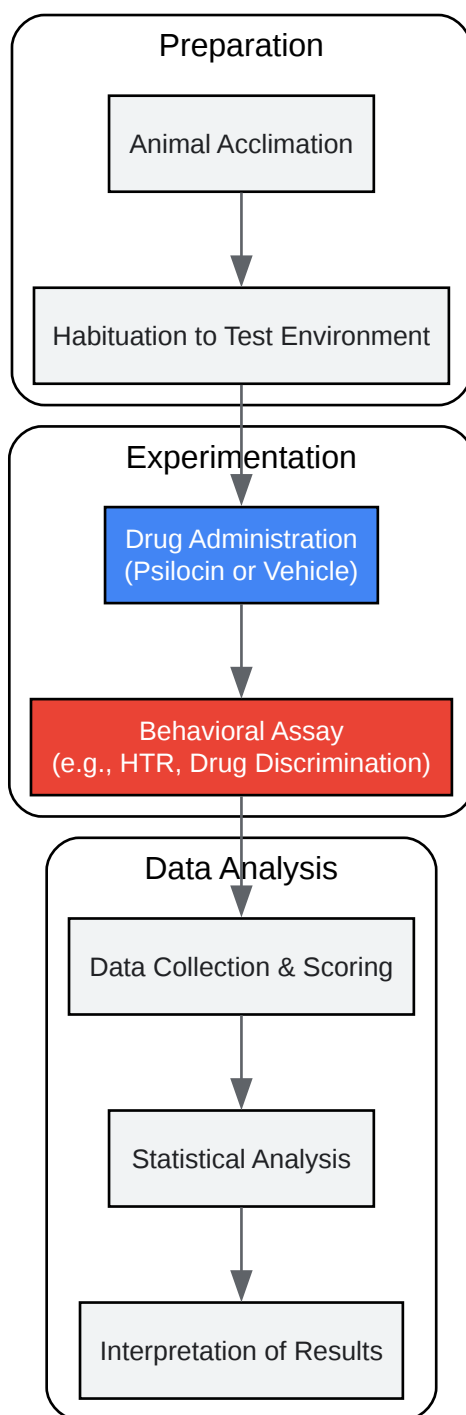 Preparation
Animal Acclimation
Habituation to Test Environment
Experimentation
Drug Administration
(Psilocin or Vehicle)
Behavioral Assay
(e.g., HTR, Drug Discrimination)
Data Analysis
Data Collection & Scoring
Statistical Analysis
Interpretation of Results